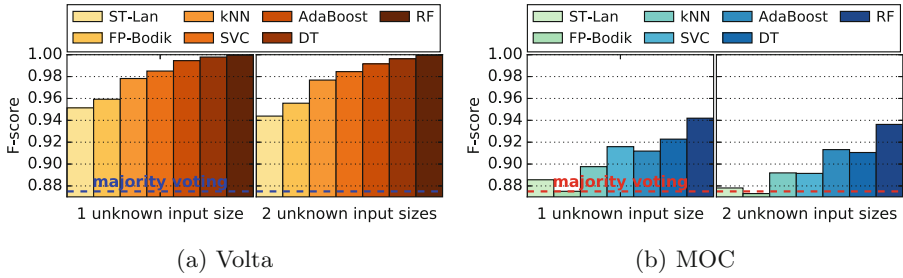 ST-Lan kNN AdaBoost RF
FP-Bodik SVC DT
F-score
1.00
0.98
0.96
0.94
0.92
0.90
0.88
majority voting
1 unknown input size
2 unknown input sizes
(a) Volta
ST-Lan kNN AdaBoost RF
FP-Bodik SVC DT
F-score
1.00
0.98
0.96
0.94
0.92
0.90
0.88
majority voting
1 unknown input size
2 unknown input sizes
(b) MOC